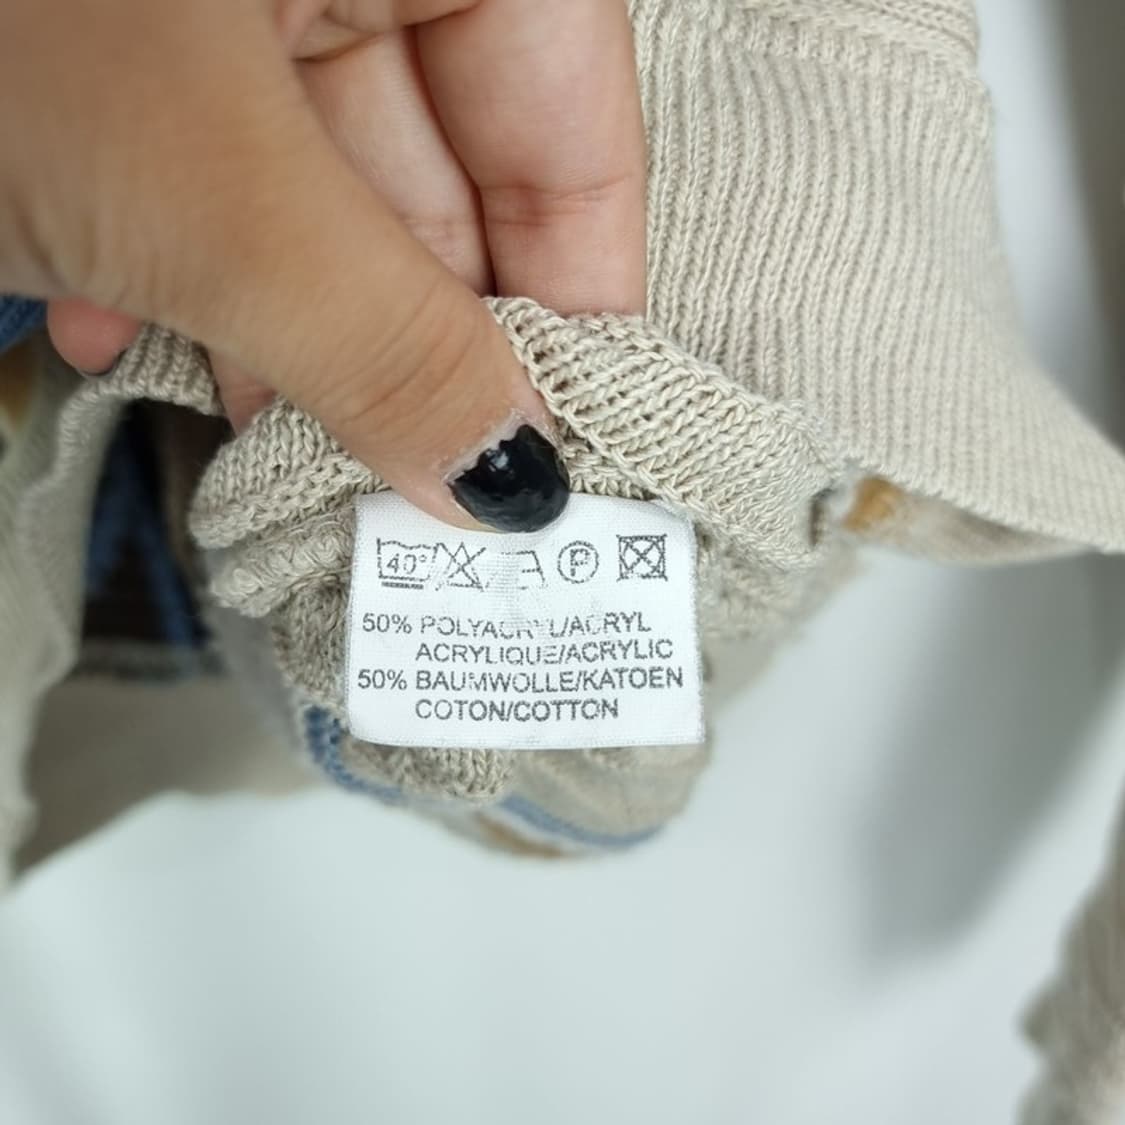 40° P
50% POLYACRYL/ACRYL
ACRYLIQUE/ACRYLIC
50% BAUMWOLLE/KATOEN
COTON/COTTON